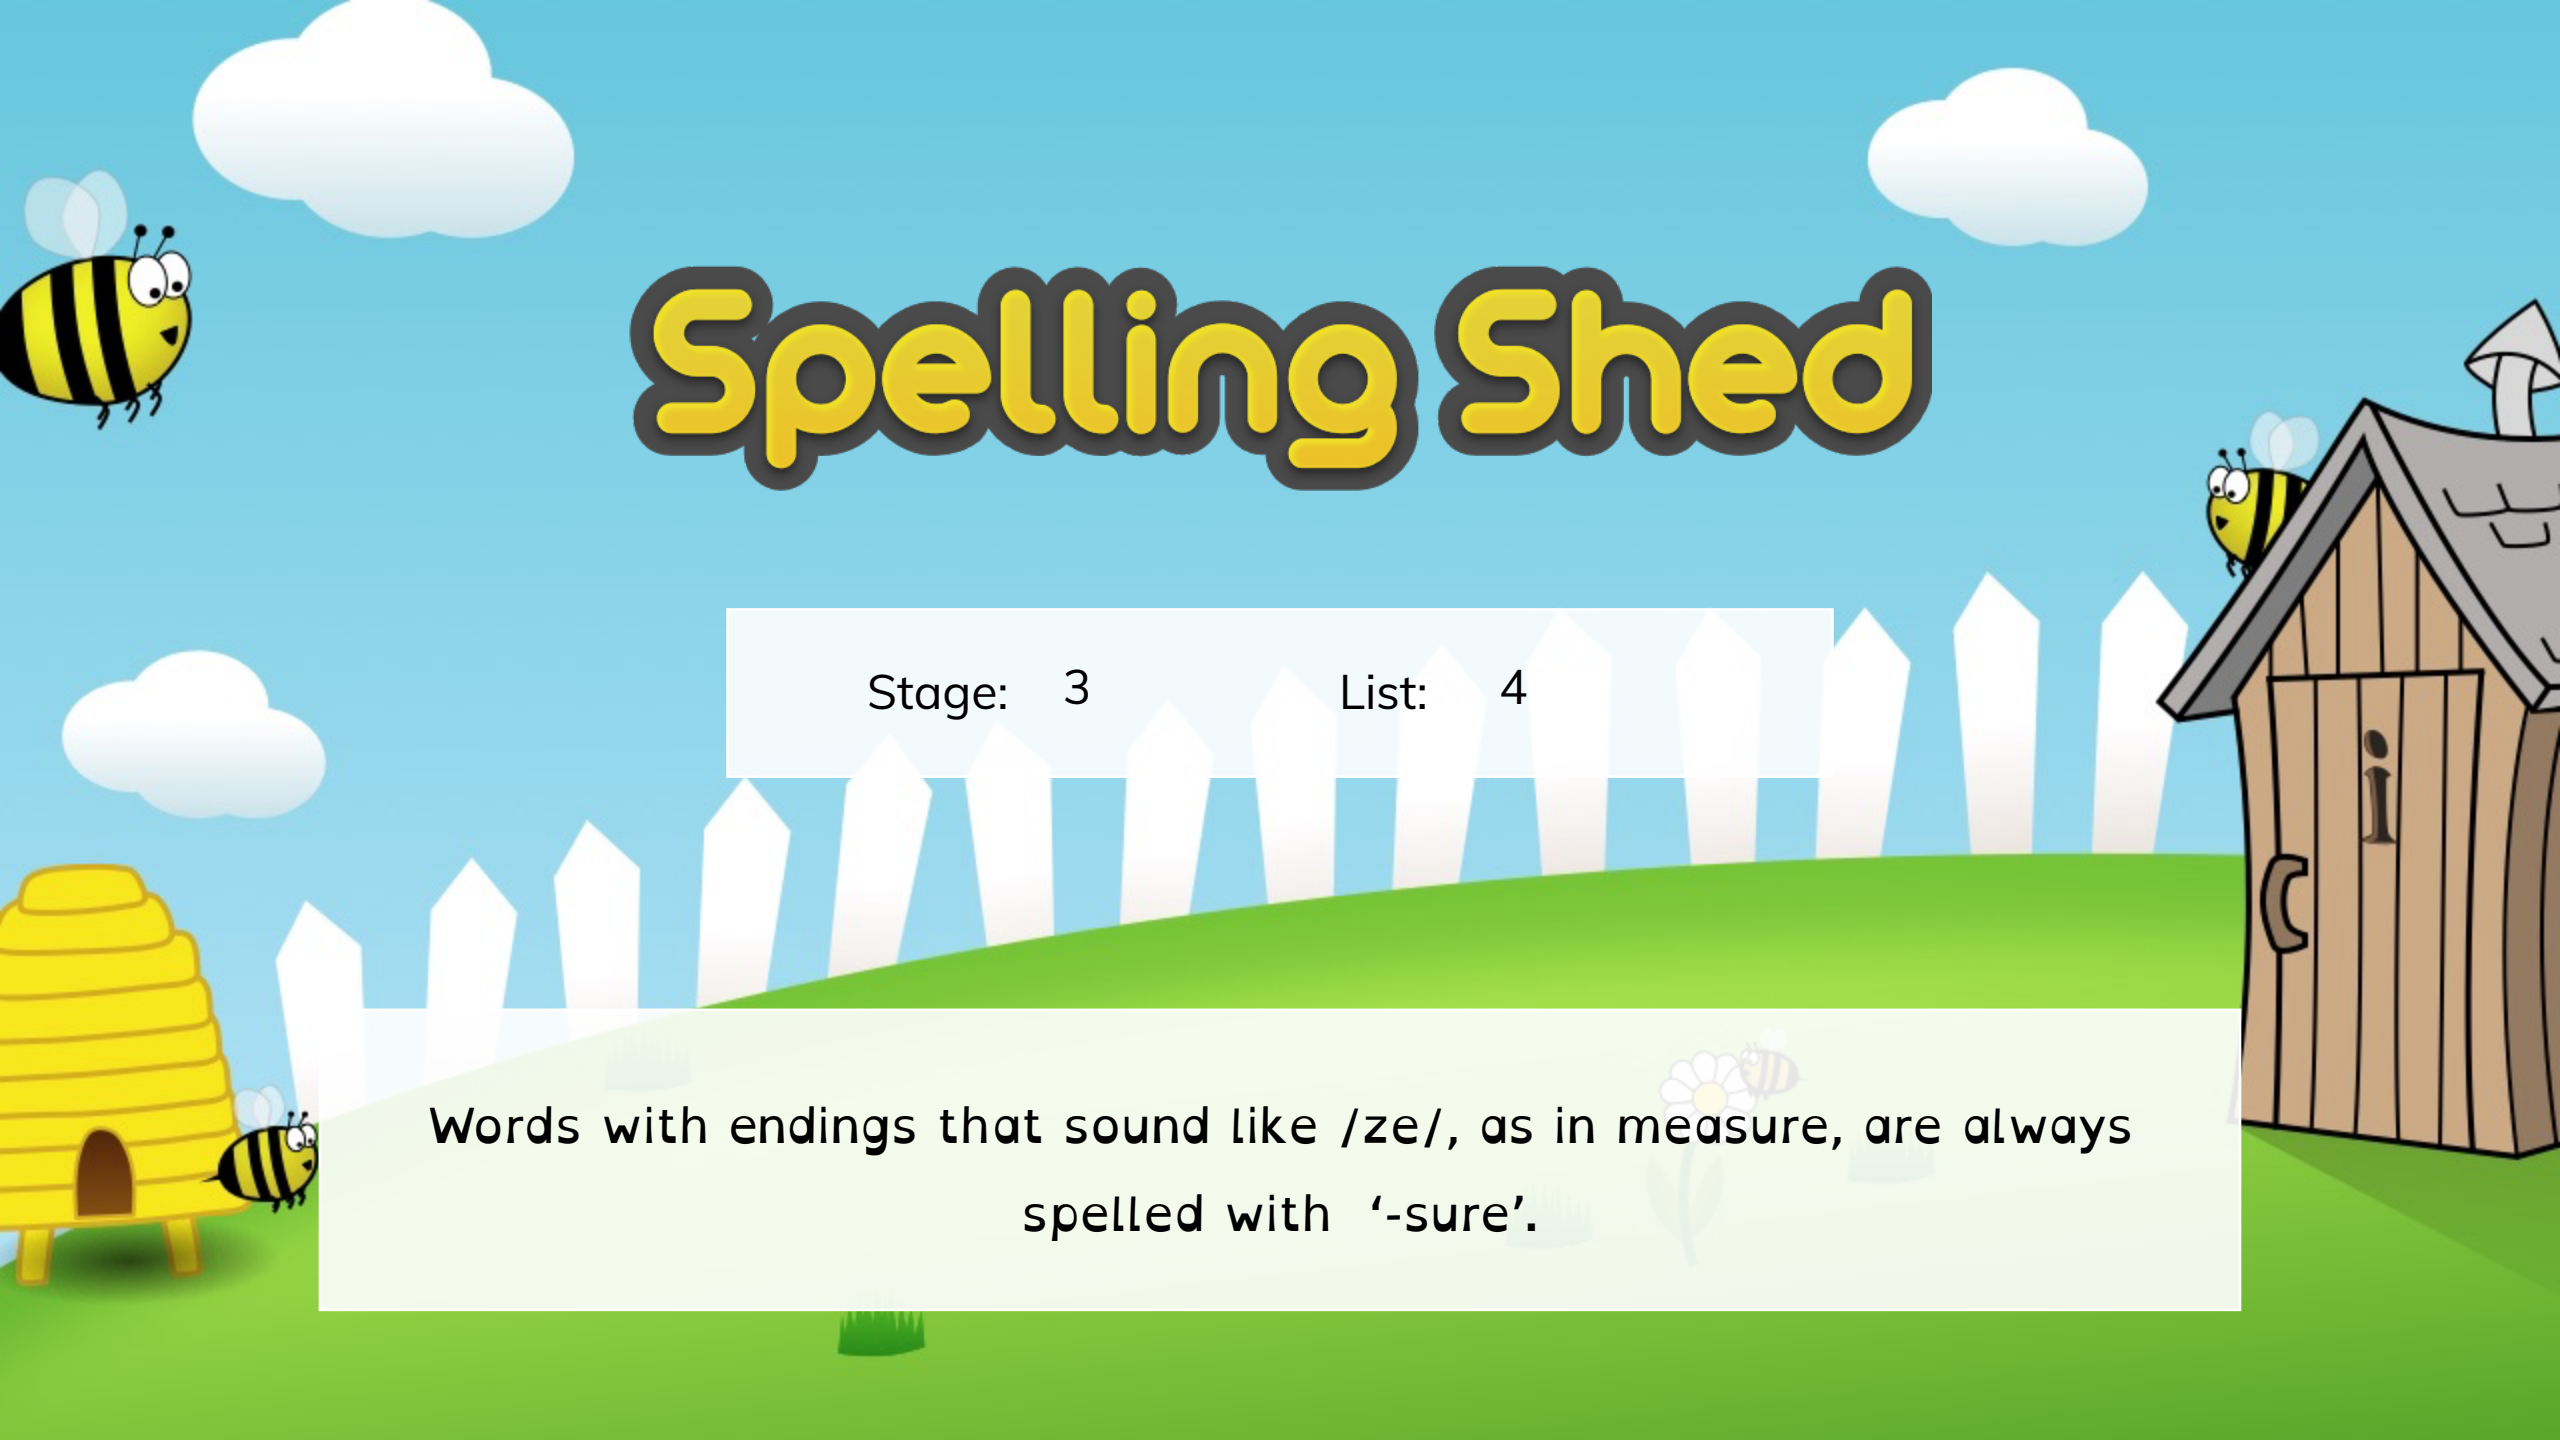 Spelling Shed
Stage: 3 List: 4
Words with endings that sound like /ze/, as in measure, are always
spelled with ‘-sure’.
i